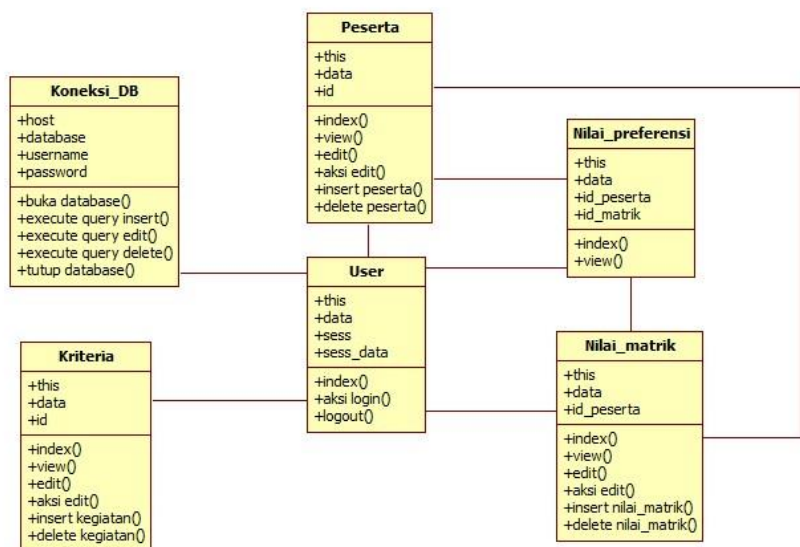 Peserta
+this
+data
+id
+index()
+view()
+edit()
+aksi edit()
+insert peserta()
+delete peserta()
Koneksi_DB
+host
+database
+username
+password
+buka database()
+execute query insert()
+execute query edit()
+execute query delete()
+tutup database()
Nilai_preferensi
+this
+data
+id_peserta
+id_matrik
+index()
+view()
User
+this
+data
+sess
+sess_data
+index()
+aksi login()
+logout()
Kriteria
+this
+data
+id
+index()
+view()
+edit()
+aksi edit()
+insert kegiatan()
+delete kegiatan()
Nilai_matrik
+this
+data
+id_peserta
+index()
+view()
+edit()
+aksi edit()
+insert nilai_matrik()
+delete nilai_matrik()